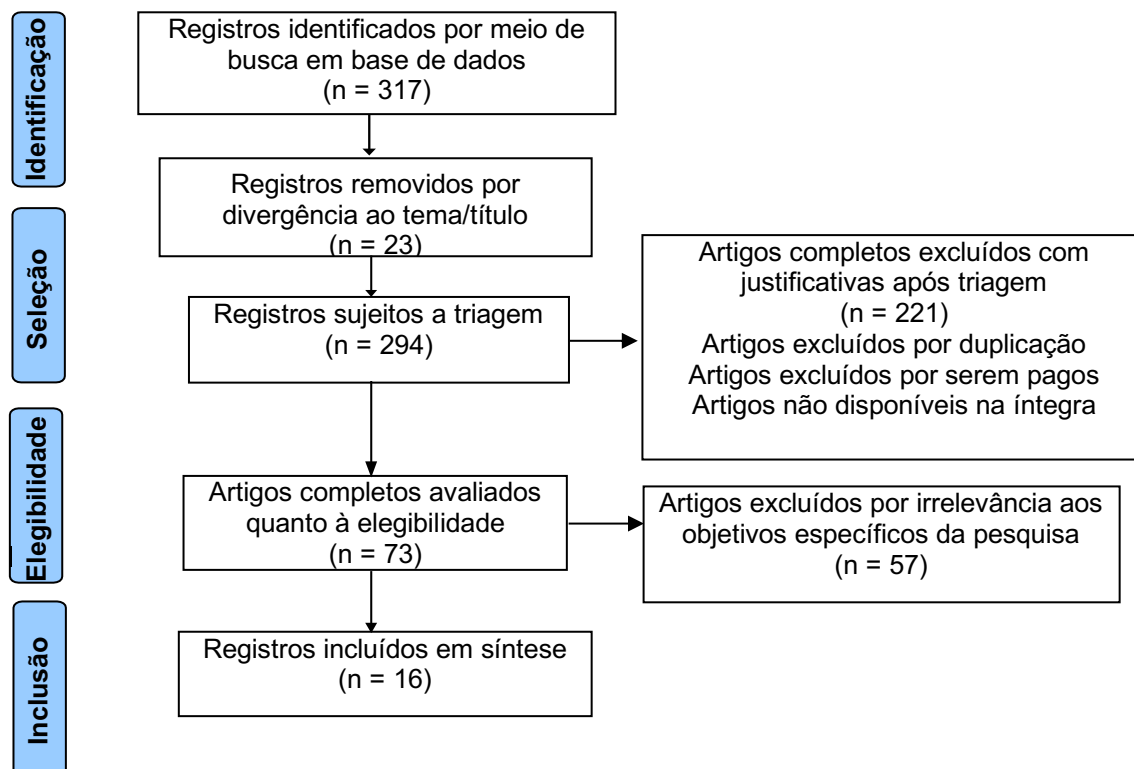 Identificação
Registros identificados por meio de
busca em base de dados
(n = 317)
Registros removidos por
divergência ao tema/título
(n = 23)
Seleção
Registros sujeitos a triagem
(n = 294)
Artigos completos excluídos com
justificativas após triagem
(n = 221)
Artigos excluídos por duplicação
Artigos excluídos por serem pagos
Artigos não disponíveis na íntegra
Elegibilidade
Artigos completos avaliados
quanto à elegibilidade
(n = 73)
Artigos excluídos por irrelevância aos
objetivos específicos da pesquisa
(n = 57)
Inclusão
Registros incluídos em síntese
(n = 16)